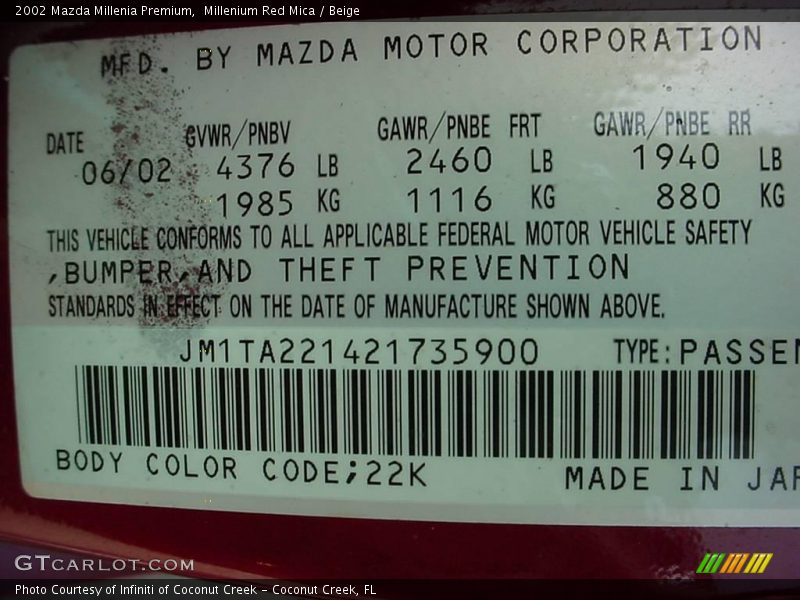 2002 Mazda Millenia Premium,  Millenium Red Mica / Beige
MFD. BY MAZDA MOTOR CORPORATION
DATE GVWR/PNBV GAWR/PNBE FRT GAWR/PNBE RR
06/02 4376 LB 2460 LB 1940 LB
1985 KG 1116 KG 880 KG
THIS VEHICLE CONFORMS TO ALL APPLICABLE FEDERAL MOTOR VEHICLE SAFETY
,BUMPER,AND THEFT PREVENTION
STANDARDS IN EFFECT ON THE DATE OF MANUFACTURE SHOWN ABOVE.
JM1TA221421735900 TYPE:PASSEN
BODY COLOR CODE;22K MADE IN JAP
GTCARLOT.COM
Photo Courtesy of Infiniti of Coconut Creek – Coconut Creek, FL